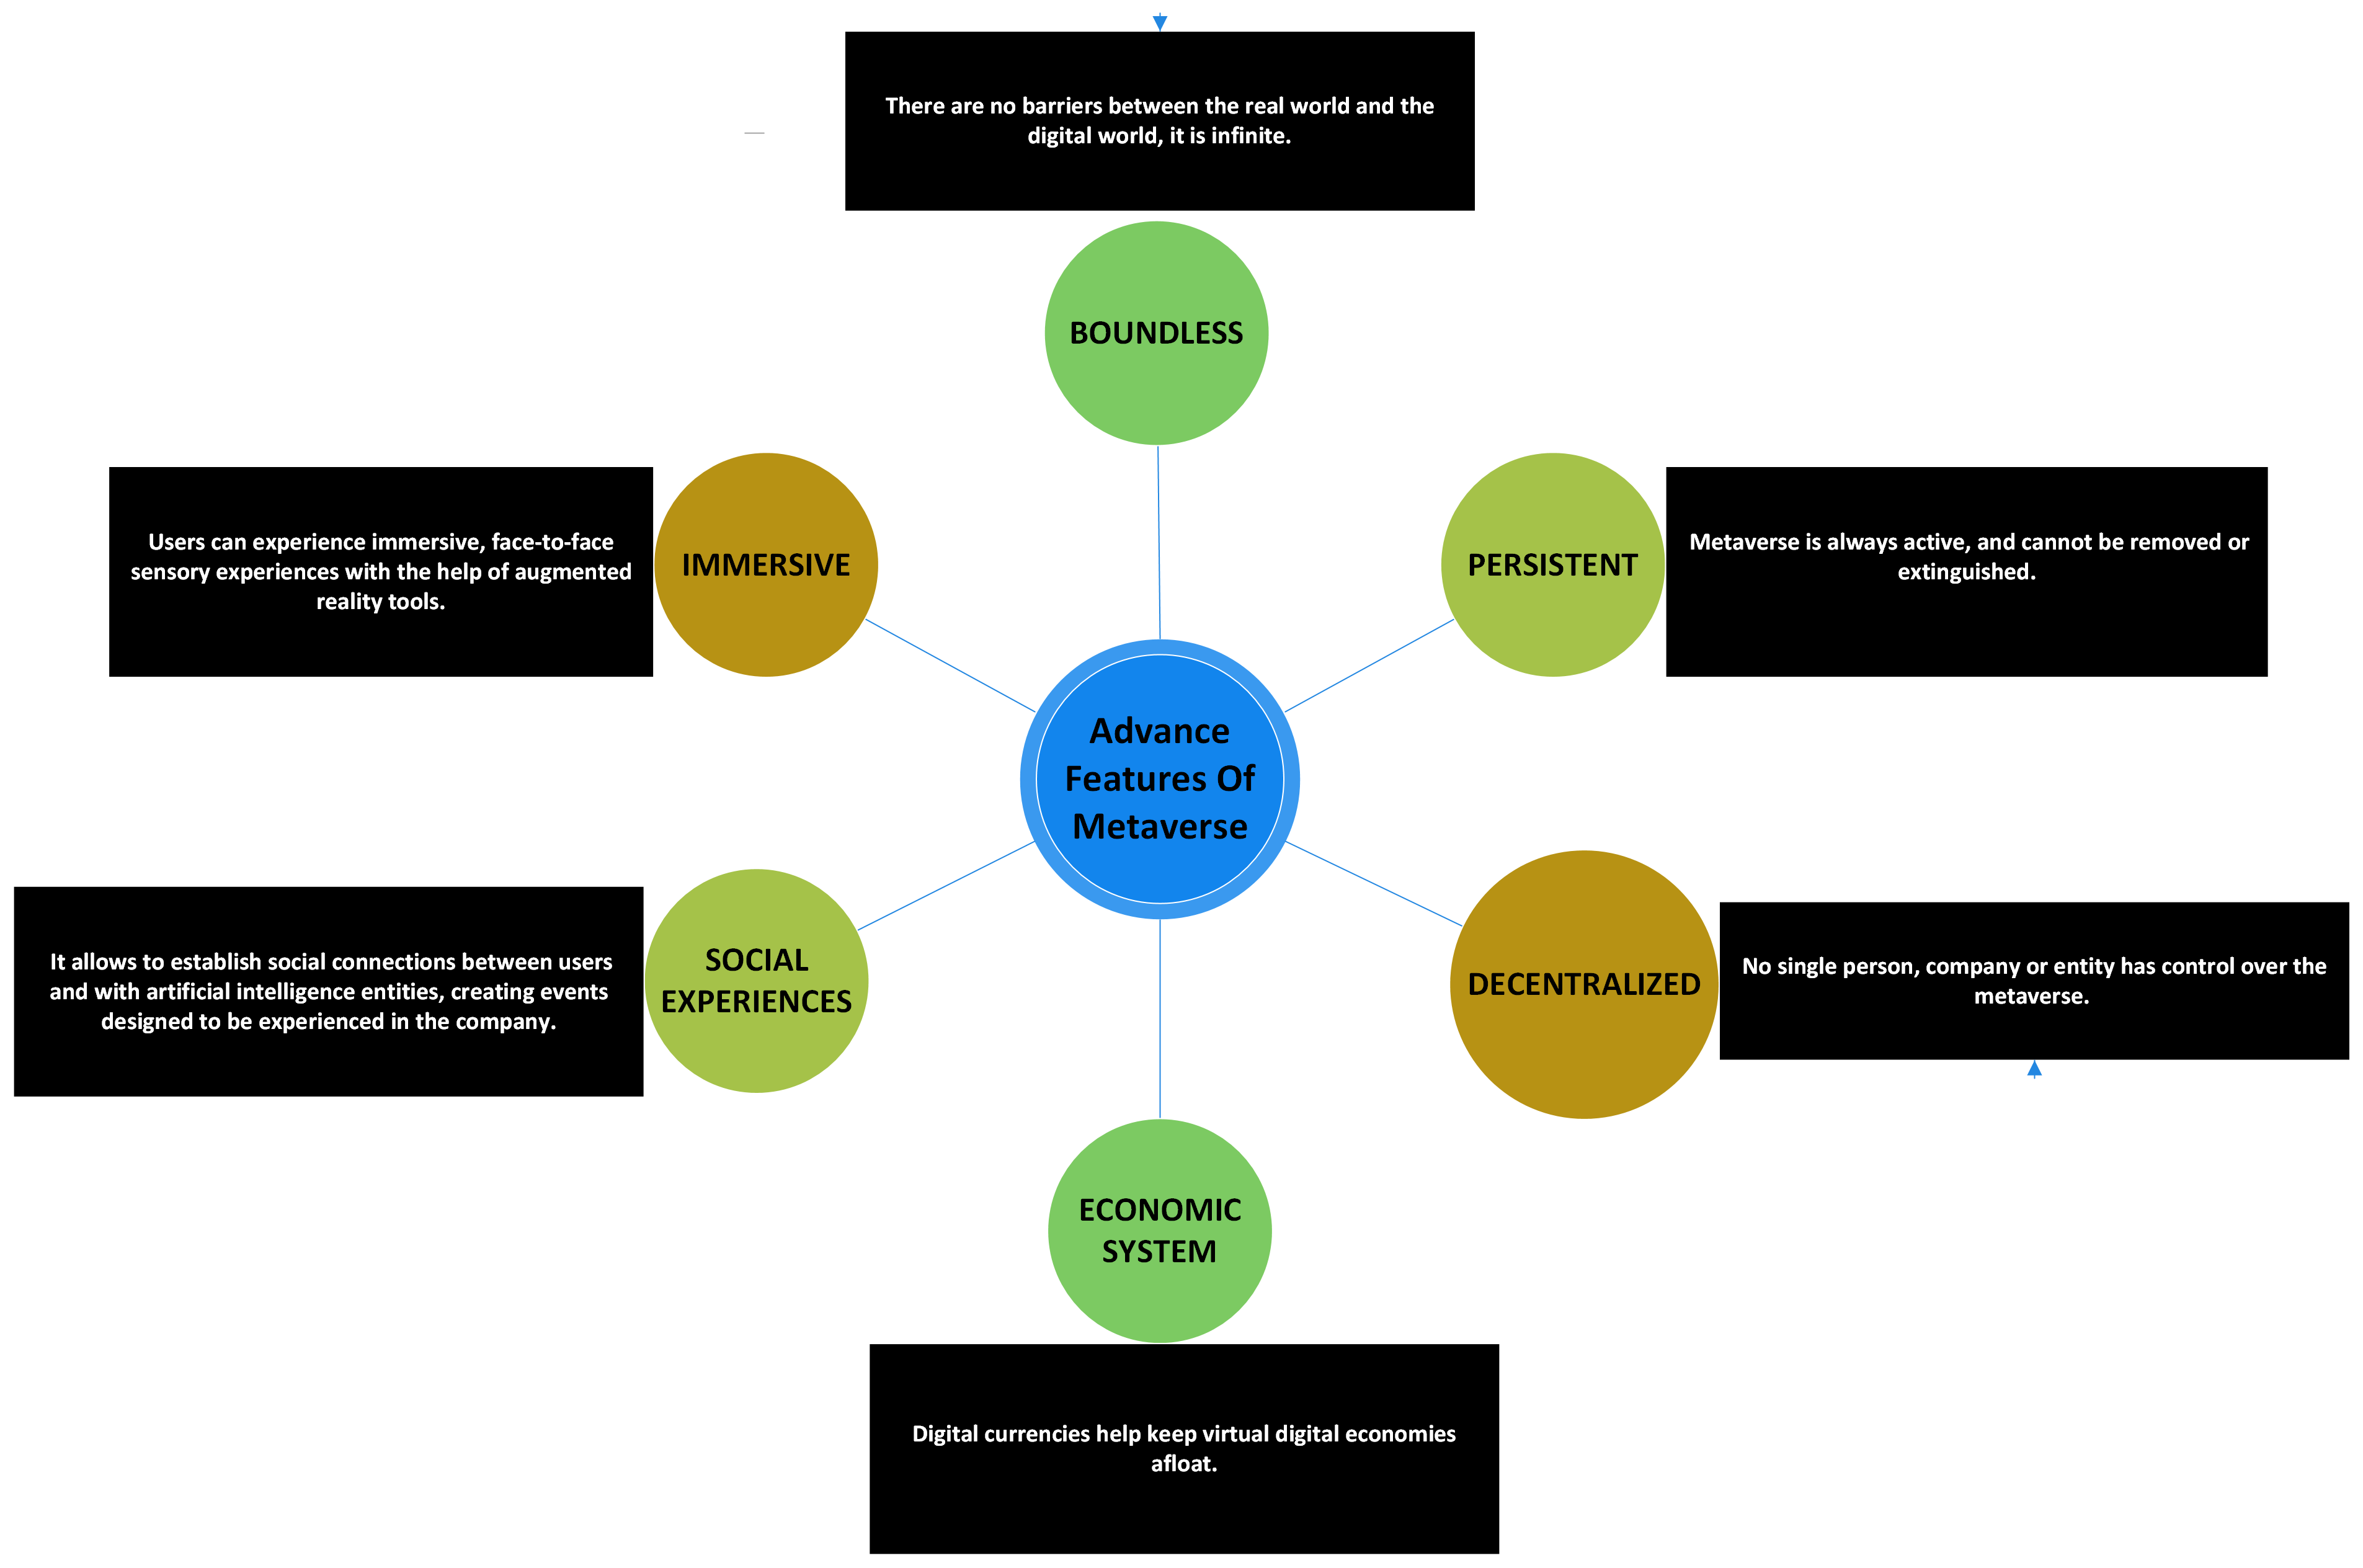 There are no barriers between the real world and the
digital world, it is infinite.
BOUNDLESS
Users can experience immersive, face-to-face
sensory experiences with the help of augmented
reality tools.
IMMERSIVE
PERSISTENT
Metaverse is always active, and cannot be removed or
extinguished.
Advance
Features Of
Metaverse
It allows to establish social connections between users
and with artificial intelligence entities, creating events
designed to be experienced in the company.
SOCIAL
EXPERIENCES
DECENTRALIZED
No single person, company or entity has control over the
metaverse.
ECONOMIC
SYSTEM
Digital currencies help keep virtual digital economies
afloat.